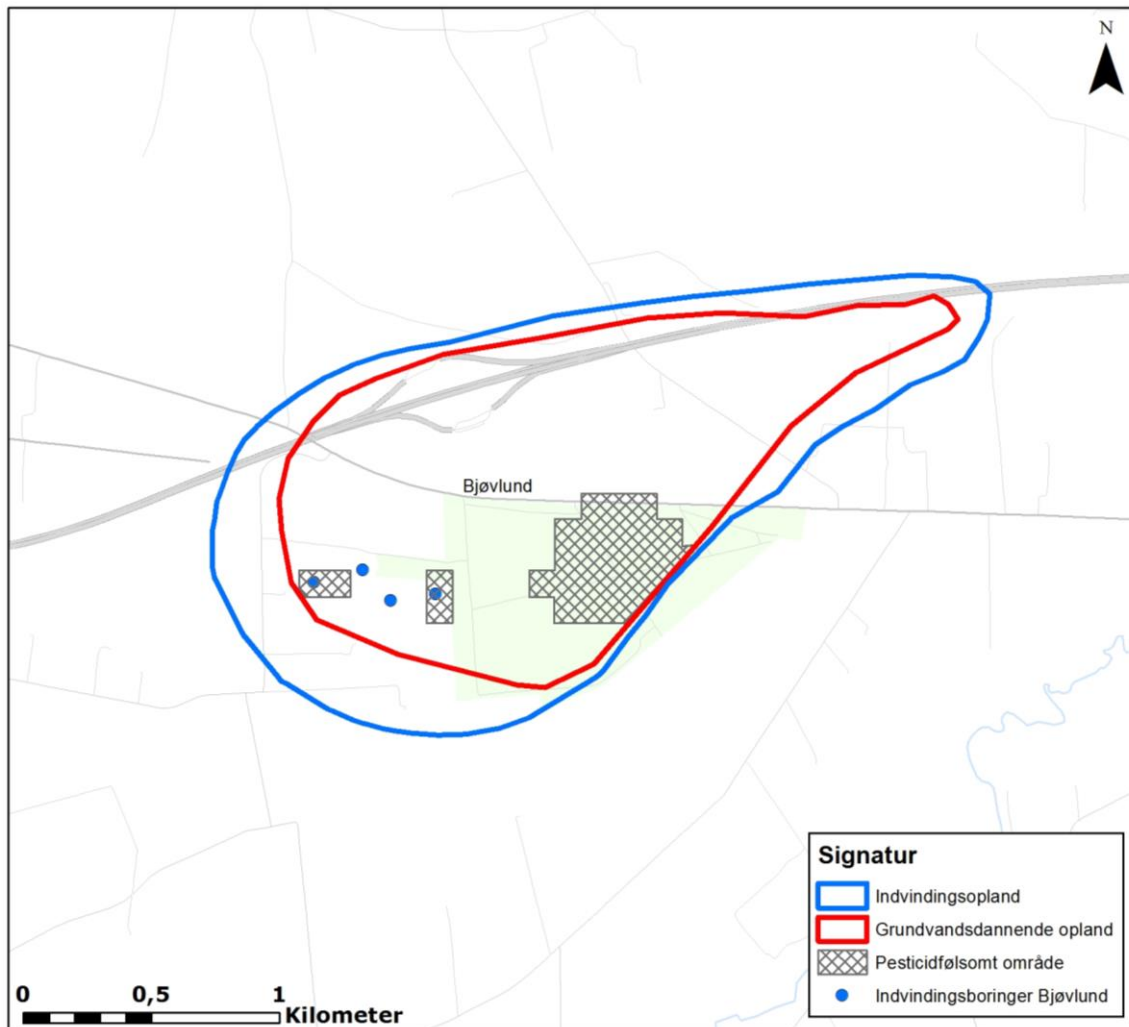 N
Bjøvlund
Signatur
Indvindingsopland
Grundvandsdannende opland
Pesticidfølsomt område
Indvindingsboringer Bjøvlund
0 0,5 1
Kilometer